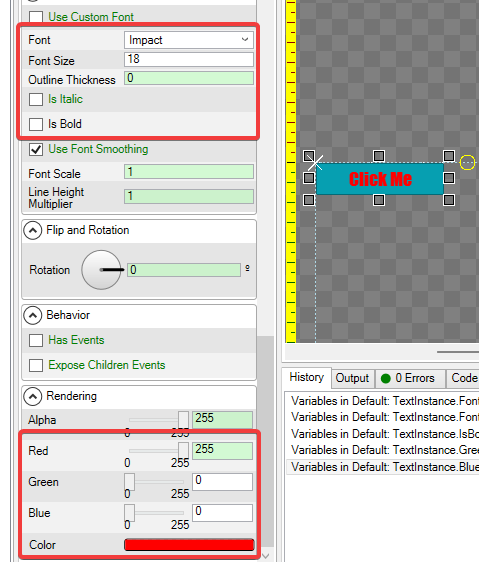 Use Custom Font
Font
Impact
Font Size
18
Outline Thickness
0
Is Italic
Is Bold
Use Font Smoothing
Font Scale
1
Line Height
Multiplier
1
Flip and Rotation
Rotation
0
º
Behavior
Has Events
Expose Children Events
Rendering
Alpha
255
0 255
Red
255
0 255
Green
0
0 255
Blue
0
0 255
Color
Click Me
History Output 0 Errors Code
Variables in Default: TextInstance.Font
Variables in Default: TextInstance.Font
Variables in Default: TextInstance.IsBo
Variables in Default: TextInstance.Gree
Variables in Default: TextInstance.Blue